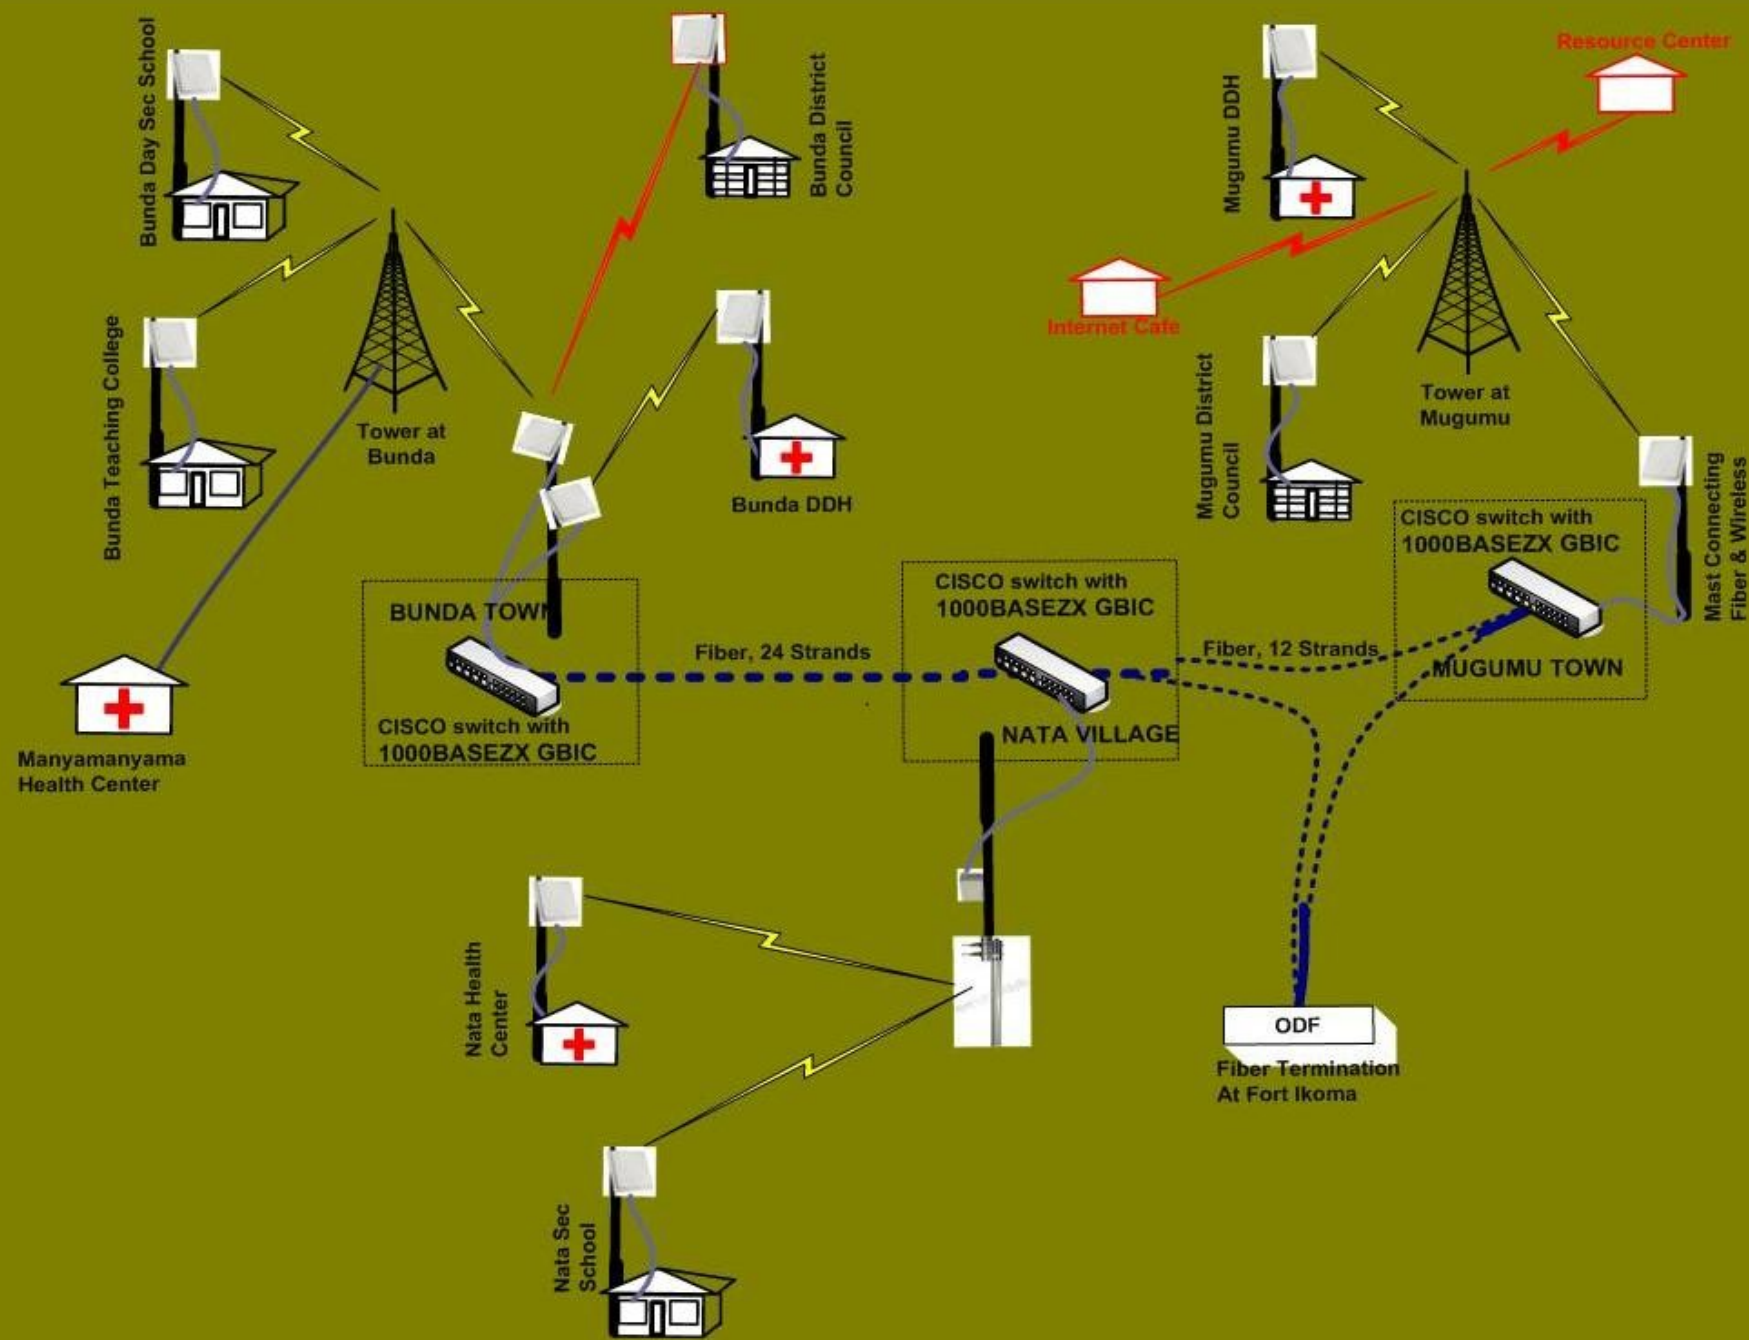 Bunda Day Sec School
Bunda District
Council
Mugumu DDH
Resource Center
Internet Cafe
Bunda Teaching College
Tower at
Bunda
Bunda DDH
Mugumu District
Council
Tower at
Mugumu
Mast Connecting
Fiber & Wireless
CISCO switch with
1000BASEZX GBIC
MUGUMU TOWN
BUNDA TOWN
CISCO switch with
1000BASEZX GBIC
Fiber, 24 Strands
CISCO switch with
1000BASEZX GBIC
NATA VILLAGE
Fiber, 12 Strands
Manyamanyama
Health Center
Nata Health
Center
ODF
Fiber Termination
At Fort Ikoma
Nata Sec
School